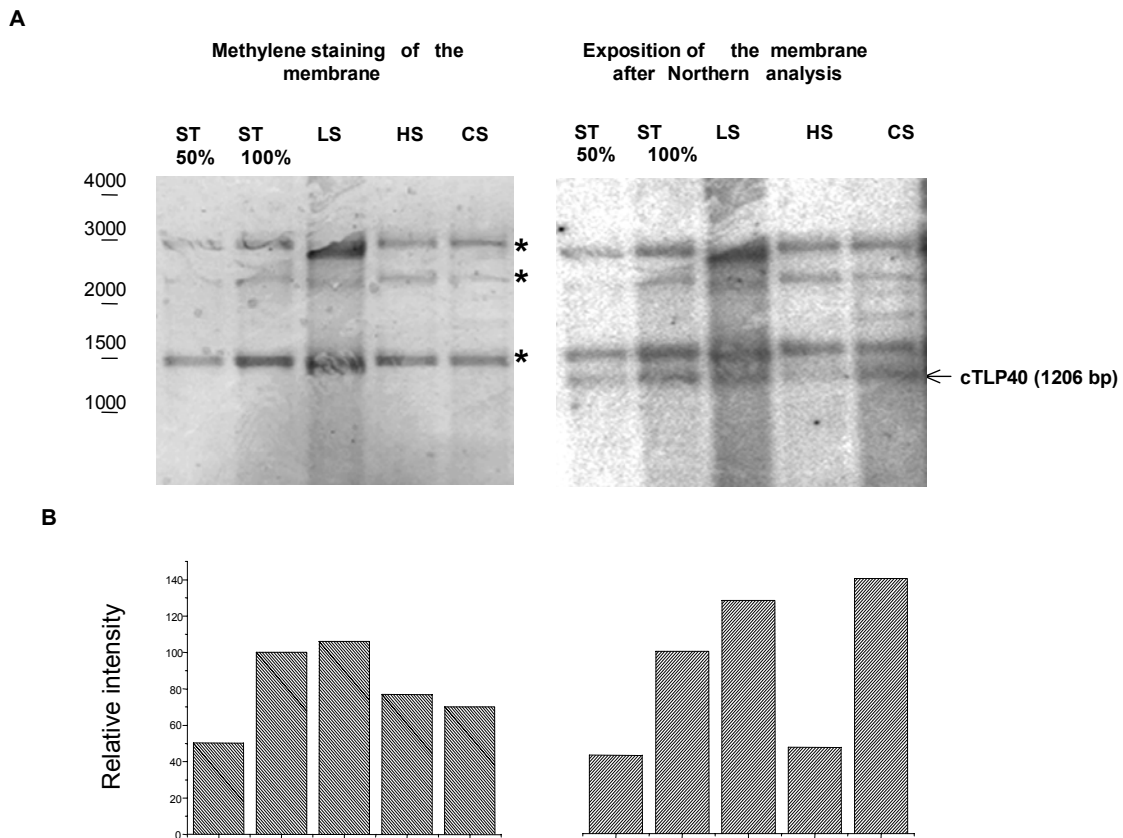 A
Methylene staining of the
membrane
Exposition of the membrane
after Northern analysis
ST ST LS HS CS
50% 100%
ST ST LS HS CS
50% 100%
4000
3000
2000
1500
1000
*
*
*
cTLP40 (1206 bp)
B
Relative intensity
140
120
100
80
60
40
20
0